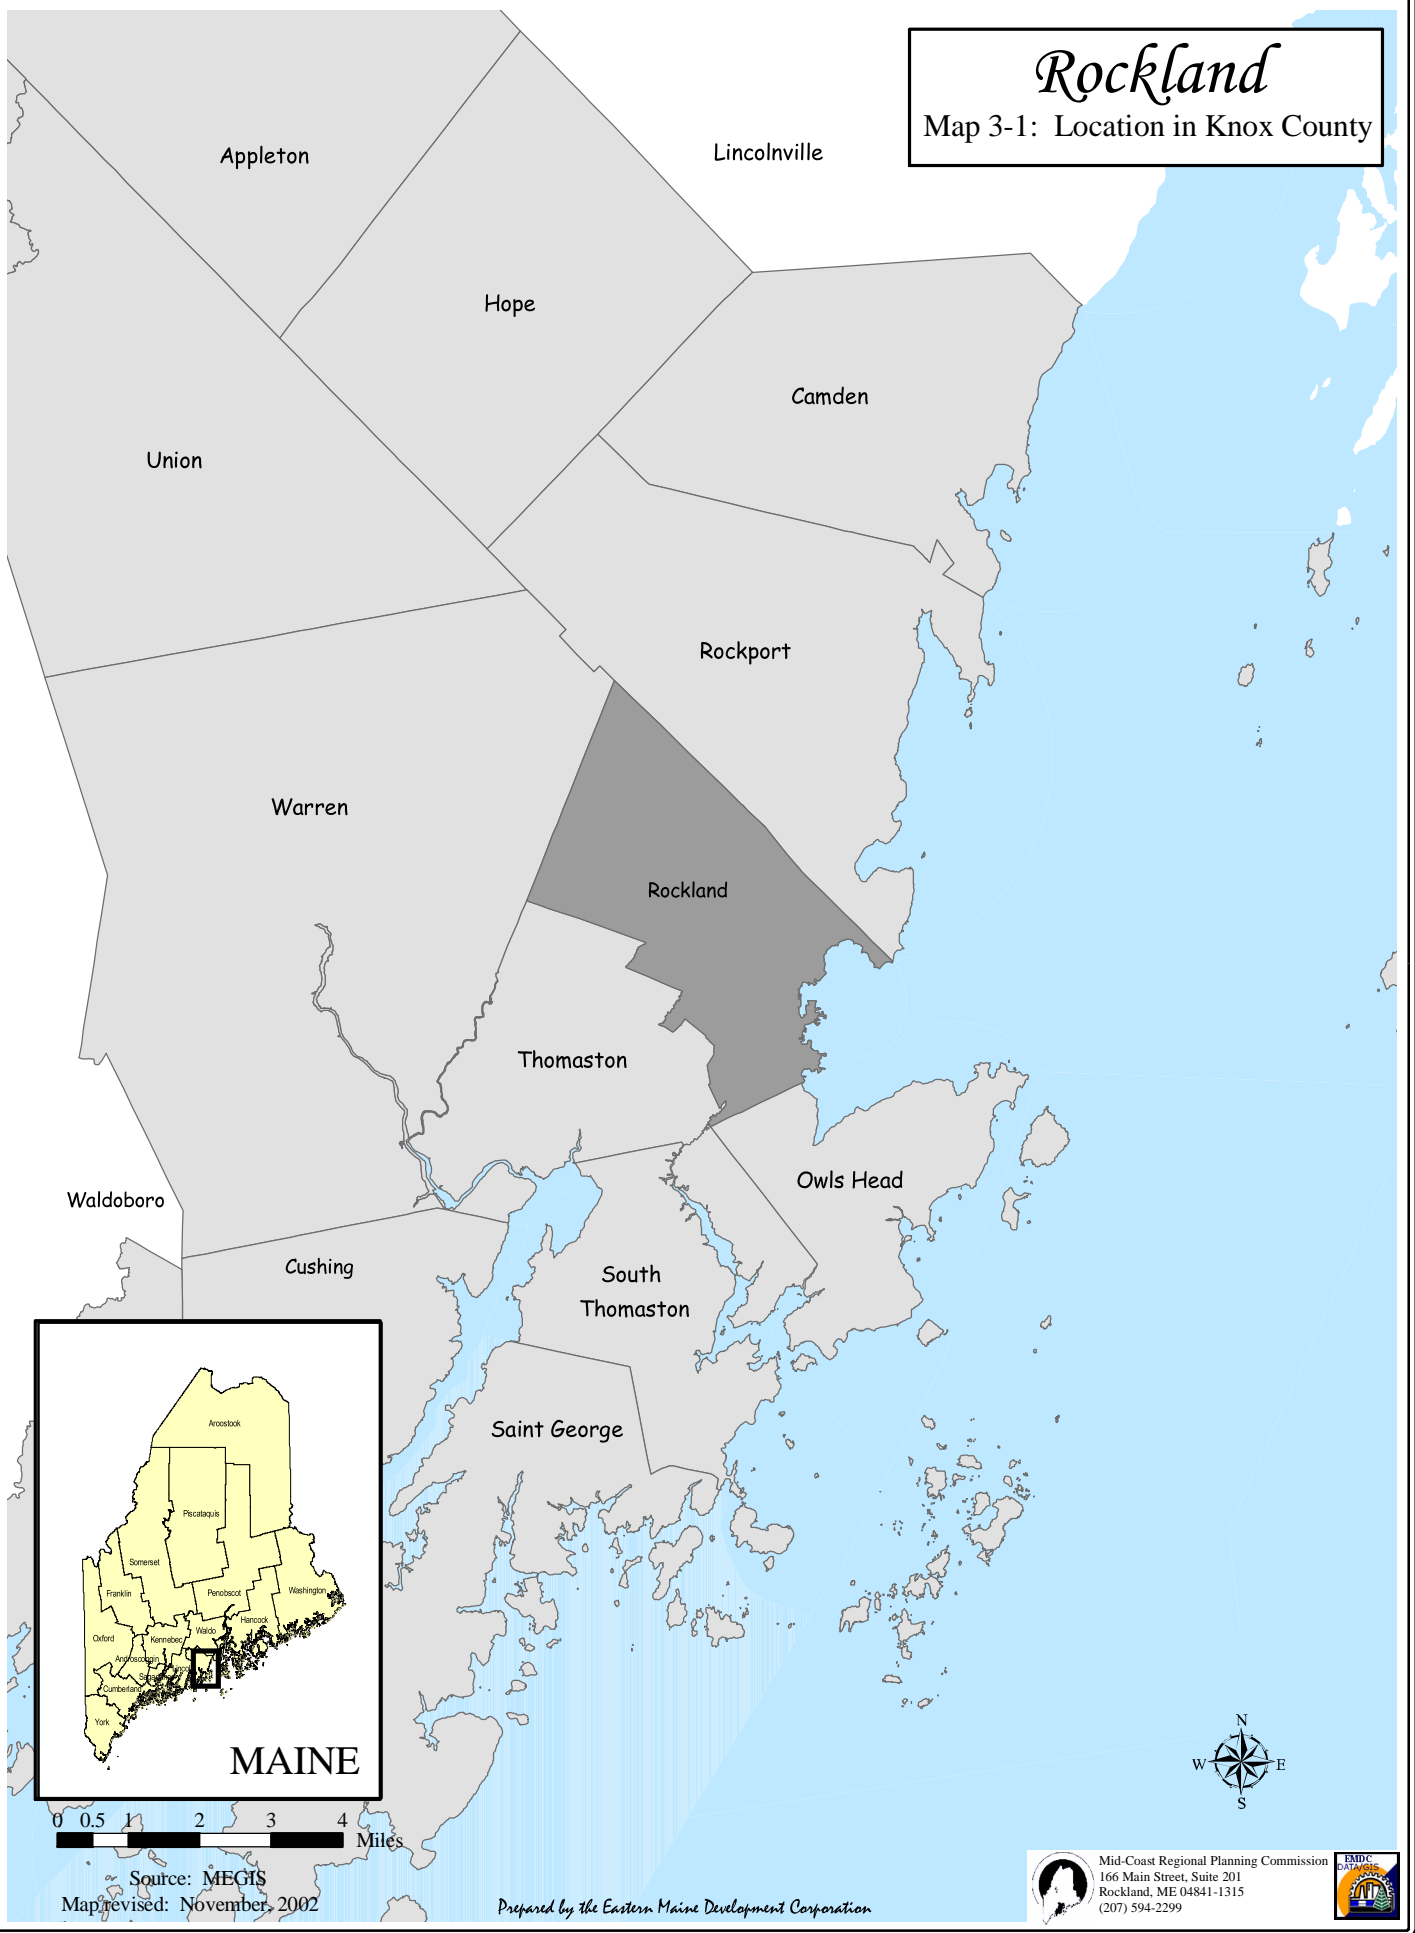 Rockland
Map 3-1: Location in Knox County
Lincolnville
Appleton
Hope
Camden
Union
Rockport
Warren
Rockland
Thomaston
Owls Head
Waldoboro
Cushing
South
Thomaston
Saint George
Aroostook
Piscataquis
Somerset
Franklin
Penobscot
Washington
Hancock
Waldo
Oxford
Kennebec
Androscoggin
Cumberland
York
MAINE
N
W E
S
0 0.5 1 2 3 4
Miles
Source: MEGIS
Map revised: November, 2002
Prepared by the Eastern Maine Development Corporation
Mid-Coast Regional Planning Commission
166 Main Street, Suite 201
Rockland, ME 04841-1315
(207) 594-2299
EMDC
DATA/GIS